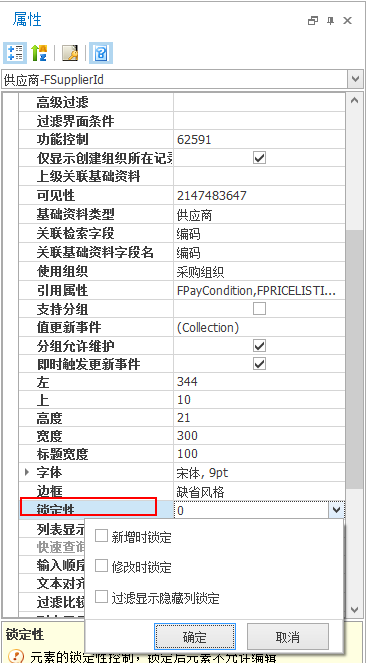 属性
供应商-FSupplierId
高级过滤
过滤界面条件
功能控制 62591
仅显示创建组织所在记录
上级关联基础资料
可见性 2147483647
基础资料类型 供应商
关联检索字段 编码
关联基础资料字段名 编码
使用组织 采购组织
引用属性 FPayCondition,FPRICELISTI...
支持分组
值更新事件 (Collection)
分组允许维护
即时触发更新事件
左 344
上 10
高度 21
宽度 300
标题宽度 100
字体 宋体, 9pt
边框 缺省风格
锁定性 0
列表显示
快速查询
输入顺序
文本对齐
过滤比较
新增时锁定
修改时锁定
过滤显示隐藏列锁定
确定 取消
锁定性
元素的锁定性控制，锁定后元素不允许编辑